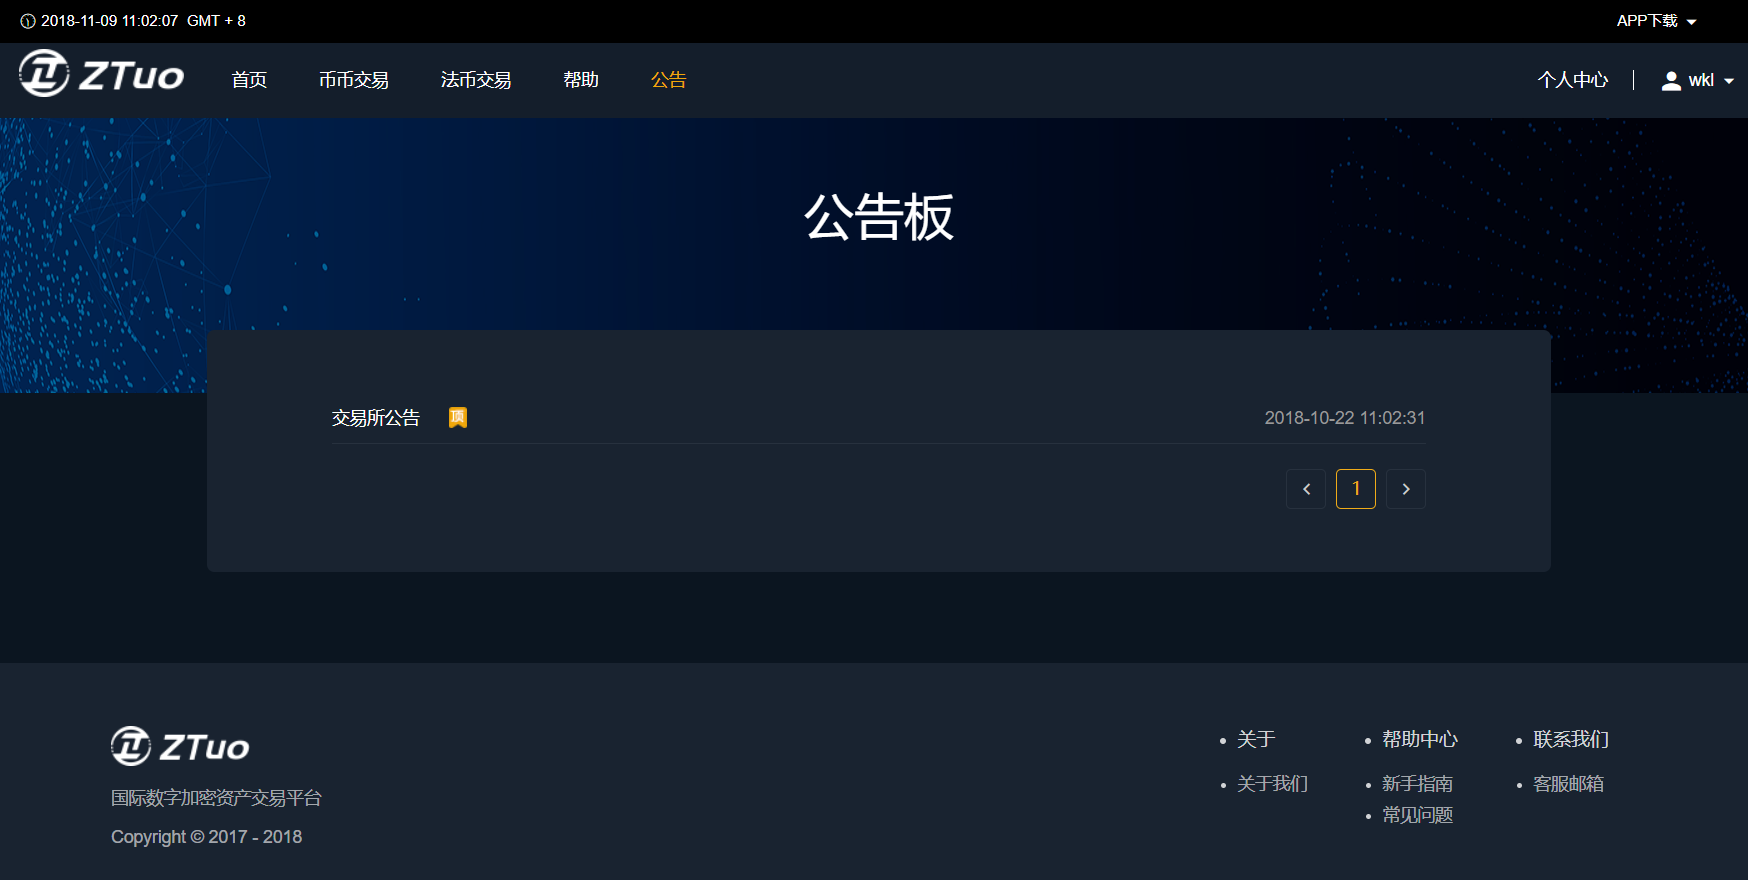 2018-11-09 11:02:07 GMT + 8
APP下载
ZTuo
首页
币币交易
法币交易
帮助
公告
个人中心
wkl
公告板
交易所公告
顶
2018-10-22 11:02:31
1
ZTuo
国际数字加密资产交易平台
Copyright © 2017 - 2018
关于
关于我们
帮助中心
新手指南
常见问题
联系我们
客服邮箱